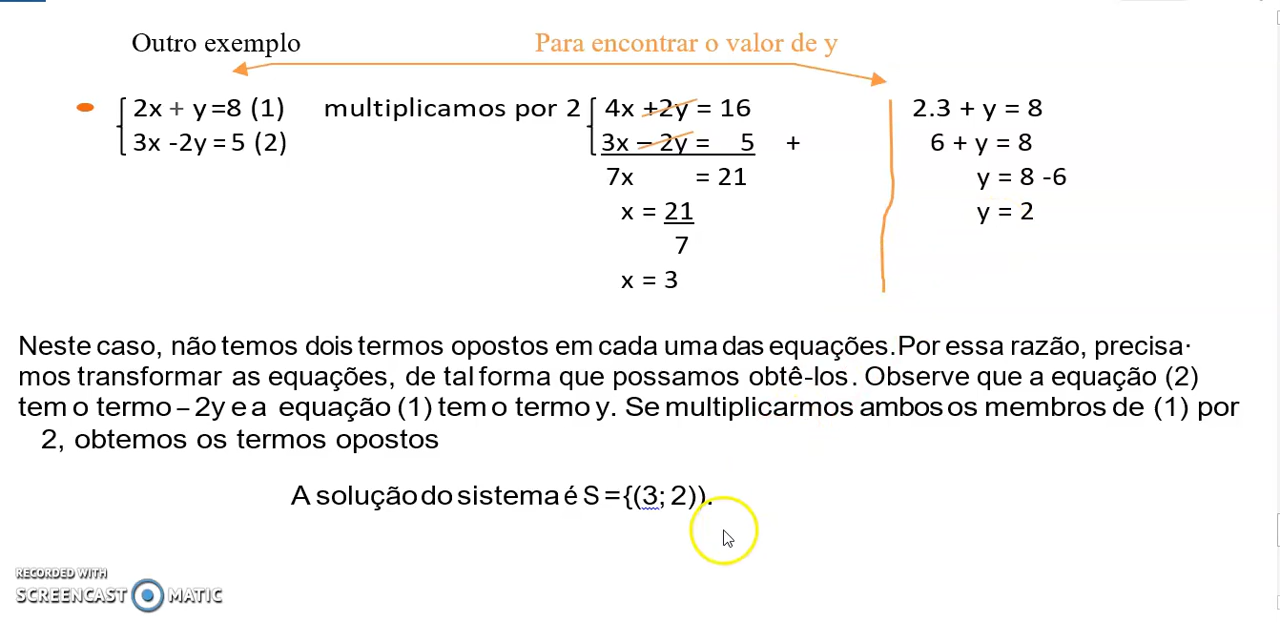 Outro exemplo Para encontrar o valor de y
2x + y =8 (1) multiplicamos por 2 4x +2y = 16 2.3 + y = 8
3x -2y = 5 (2) 3x – 2y = 5 + 6 + y = 8
7x = 21 y = 8 -6
x = 21 y = 2
7
x = 3
Neste caso, não temos dois termos opostos em cada uma das equações.Por essa razão, precisa·
mos transformar as equações, de tal forma que possamos obtê-los. Observe que a equação (2)
tem o termo – 2y e a equação (1) tem o termo y. Se multiplicarmos ambos os membros de (1) por
2, obtemos os termos opostos
A solução do sistema é S ={(3; 2)).
RECORDED WITH
SCREENCAST MATIC